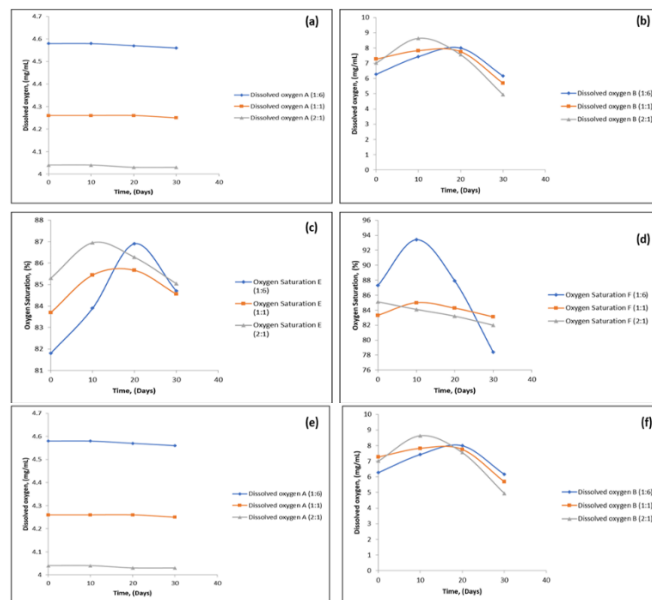 (a)
4.7
4.6
4.5
4.4
4.3
4.2
4.1
4
0
10
20
30
40
Dissolved oxygen, (mg/mL)
Time, (Days)
Dissolved oxygen A (1:6)
Dissolved oxygen A (1:1)
Dissolved oxygen A (2:1)
(b)
10
9
8
7
6
5
4
3
2
1
0
0
10
20
30
40
Dissolved oxygen, (mg/mL)
Time, (Days)
Dissolved oxygen B (1:6)
Dissolved oxygen B (1:1)
Dissolved oxygen B (2:1)
(c)
88
87
86
85
84
83
82
81
0
10
20
30
40
Oxygen Saturation, (%)
Time, (Days)
Oxygen Saturation E
(1:6)
Oxygen Saturation E
(1:1)
Oxygen Saturation E
(2:1)
(d)
96
94
92
90
88
86
84
82
80
78
76
0
10
20
30
40
Oxygen Saturation, (%)
Time, (Days)
Oxygen Saturation F (1:6)
Oxygen Saturation F (1:1)
Oxygen Saturation F (2:1)
(e)
4.7
4.6
4.5
4.4
4.3
4.2
4.1
4
0
10
20
30
40
Dissolved oxygen, (mg/mL)
Time, (Days)
Dissolved oxygen A (1:6)
Dissolved oxygen A (1:1)
Dissolved oxygen A (2:1)
(f)
10
9
8
7
6
5
4
3
2
1
0
0
10
20
30
40
Dissolved oxygen, (mg/mL)
Time, (Days)
Dissolved oxygen B (1:6)
Dissolved oxygen B (1:1)
Dissolved oxygen B (2:1)